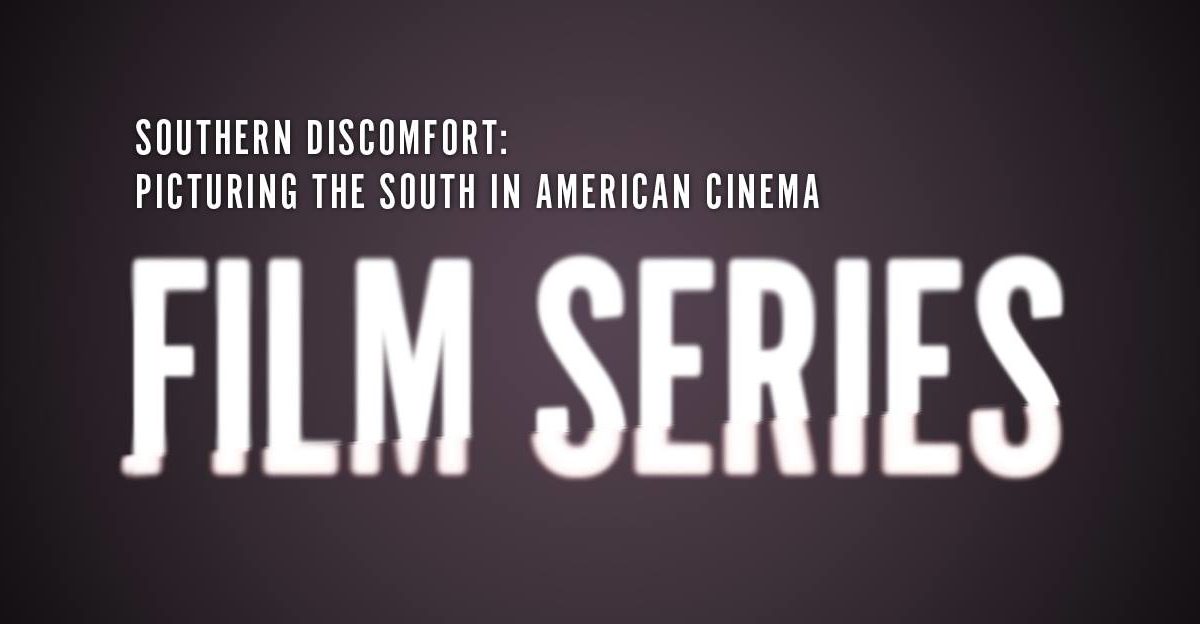 SOUTHERN DISCOMFORT:
PICTURING THE SOUTH IN AMERICAN CINEMA
FILM SERIES